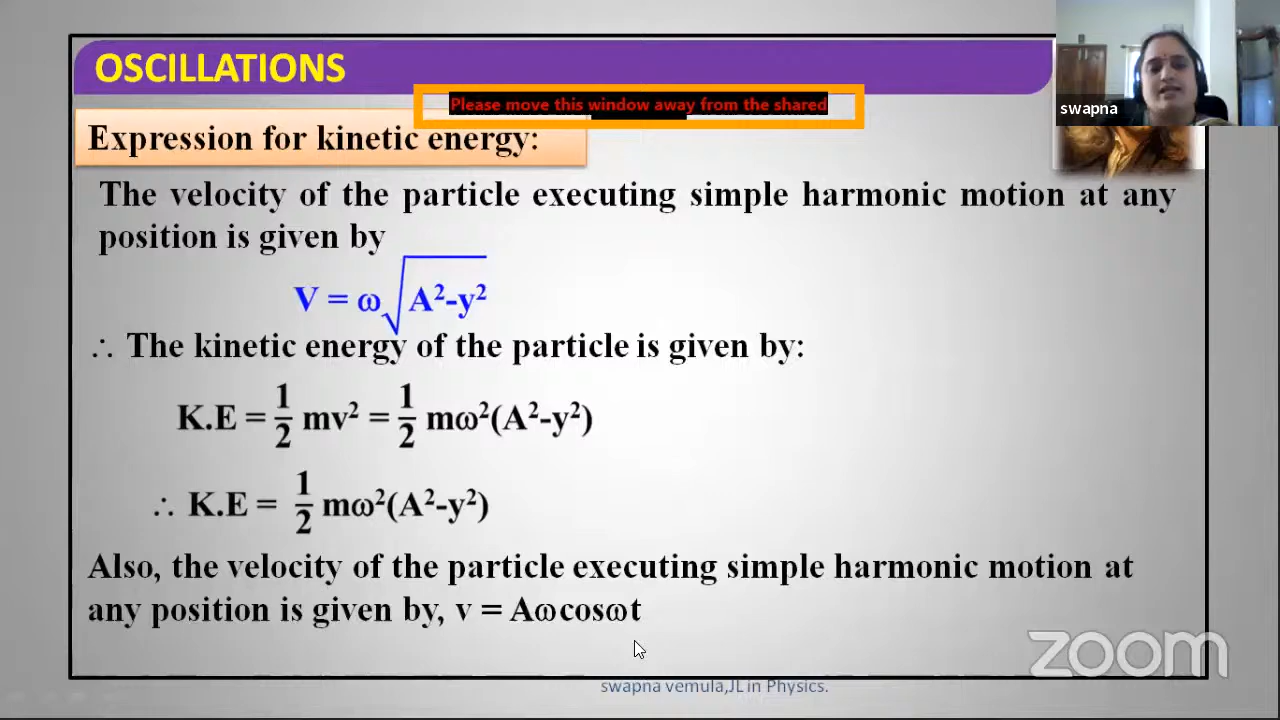 OSCILLATIONS
Please move this window away from the shared
swapna
Expression for kinetic energy:
The velocity of the particle executing simple harmonic motion at any
position is given by
V = ω√A²-y²
∴ The kinetic energy of the particle is given by:
K.E = 1/2 mv² = 1/2 mω²(A²-y²)
∴ K.E = 1/2 mω²(A²-y²)
Also, the velocity of the particle executing simple harmonic motion at
any position is given by, v = Aωcosωt
zoom
swapna vemula,JL in Physics.